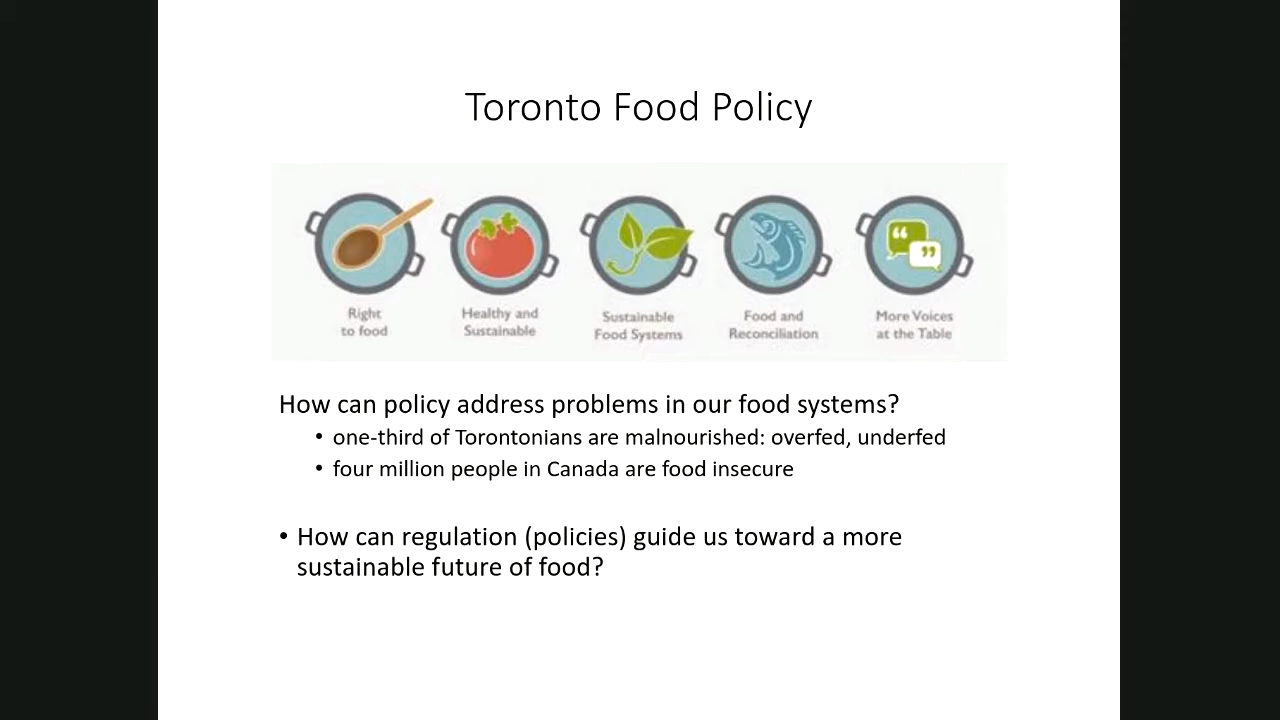 Toronto Food Policy
Right
to food
Healthy and
Sustainable
Sustainable
Food Systems
Food and
Reconciliation
More Voices
at the Table
How can policy address problems in our food systems?
• one-third of Torontonians are malnourished: overfed, underfed
• four million people in Canada are food insecure
• How can regulation (policies) guide us toward a more
sustainable future of food?